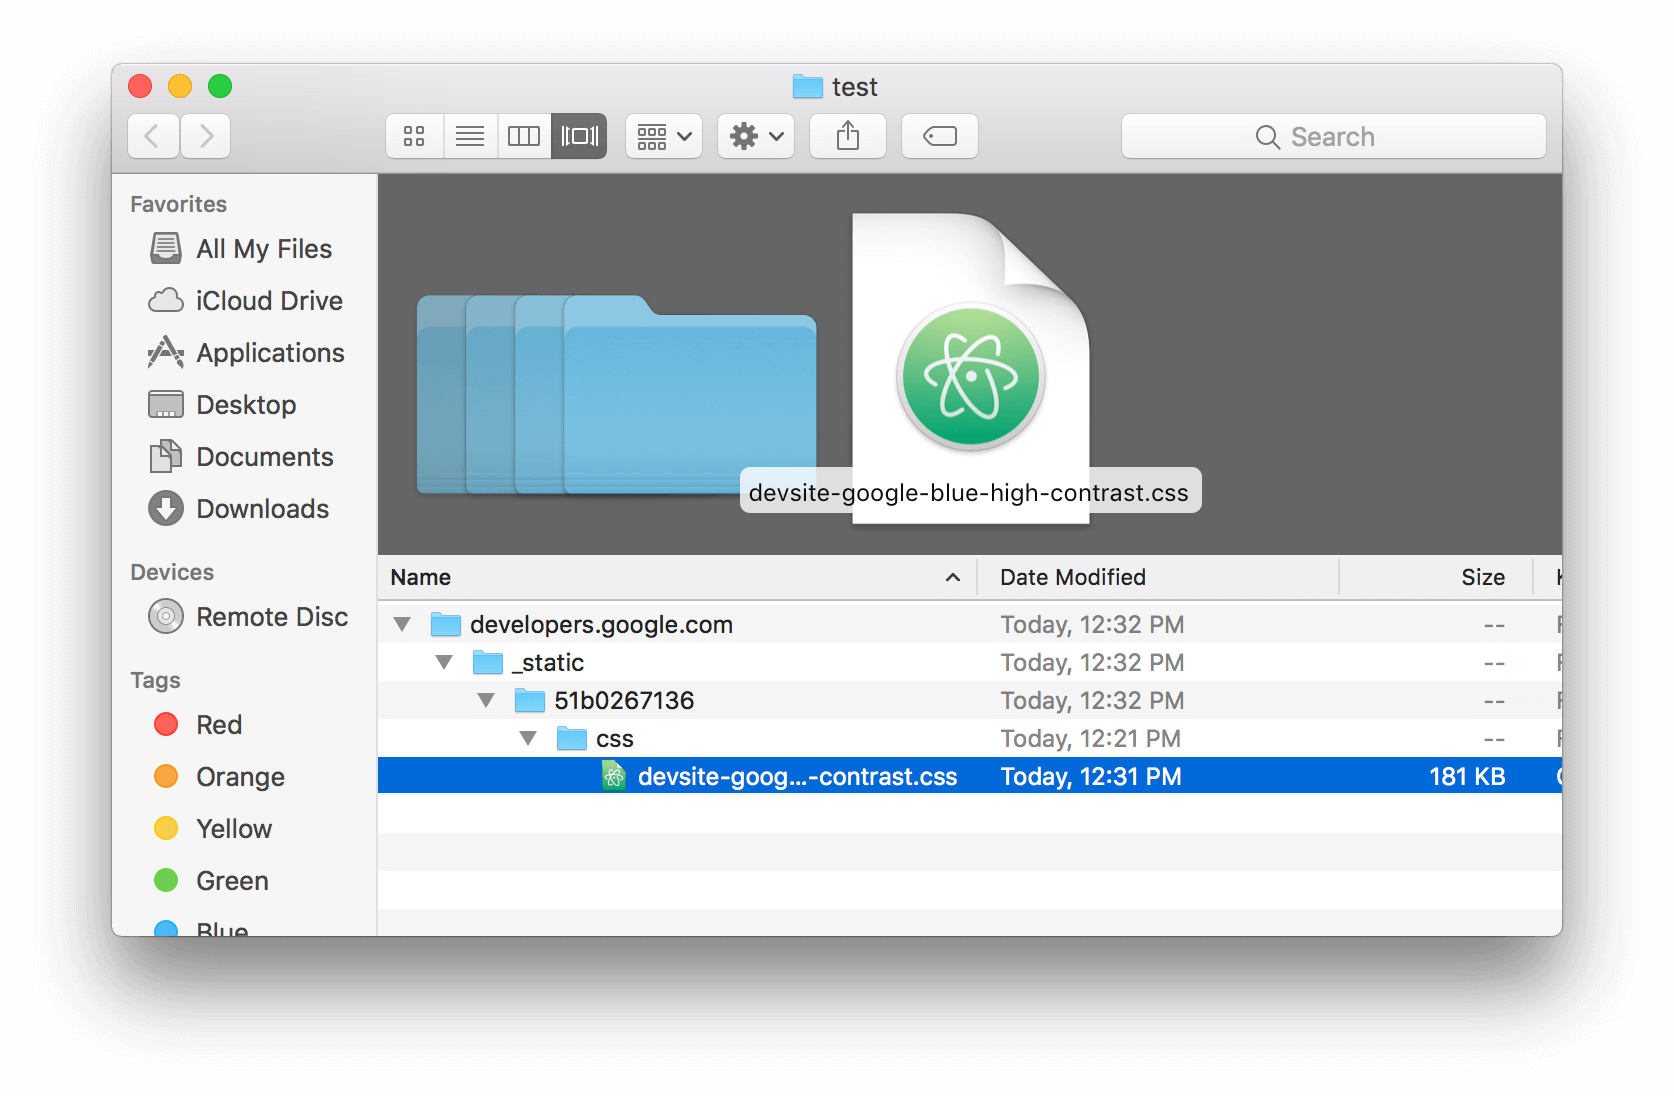 test
Search
Favorites
All My Files
iCloud Drive
Applications
Desktop
Documents
Downloads
Devices
Remote Disc
Tags
Red
Orange
Yellow
Green
Blue
devsite-google-blue-high-contrast.css
Name Date Modified Size
developers.google.com Today, 12:32 PM --
_static Today, 12:32 PM --
51b0267136 Today, 12:32 PM --
css Today, 12:21 PM --
devsite-goog...-contrast.css Today, 12:31 PM 181 KB